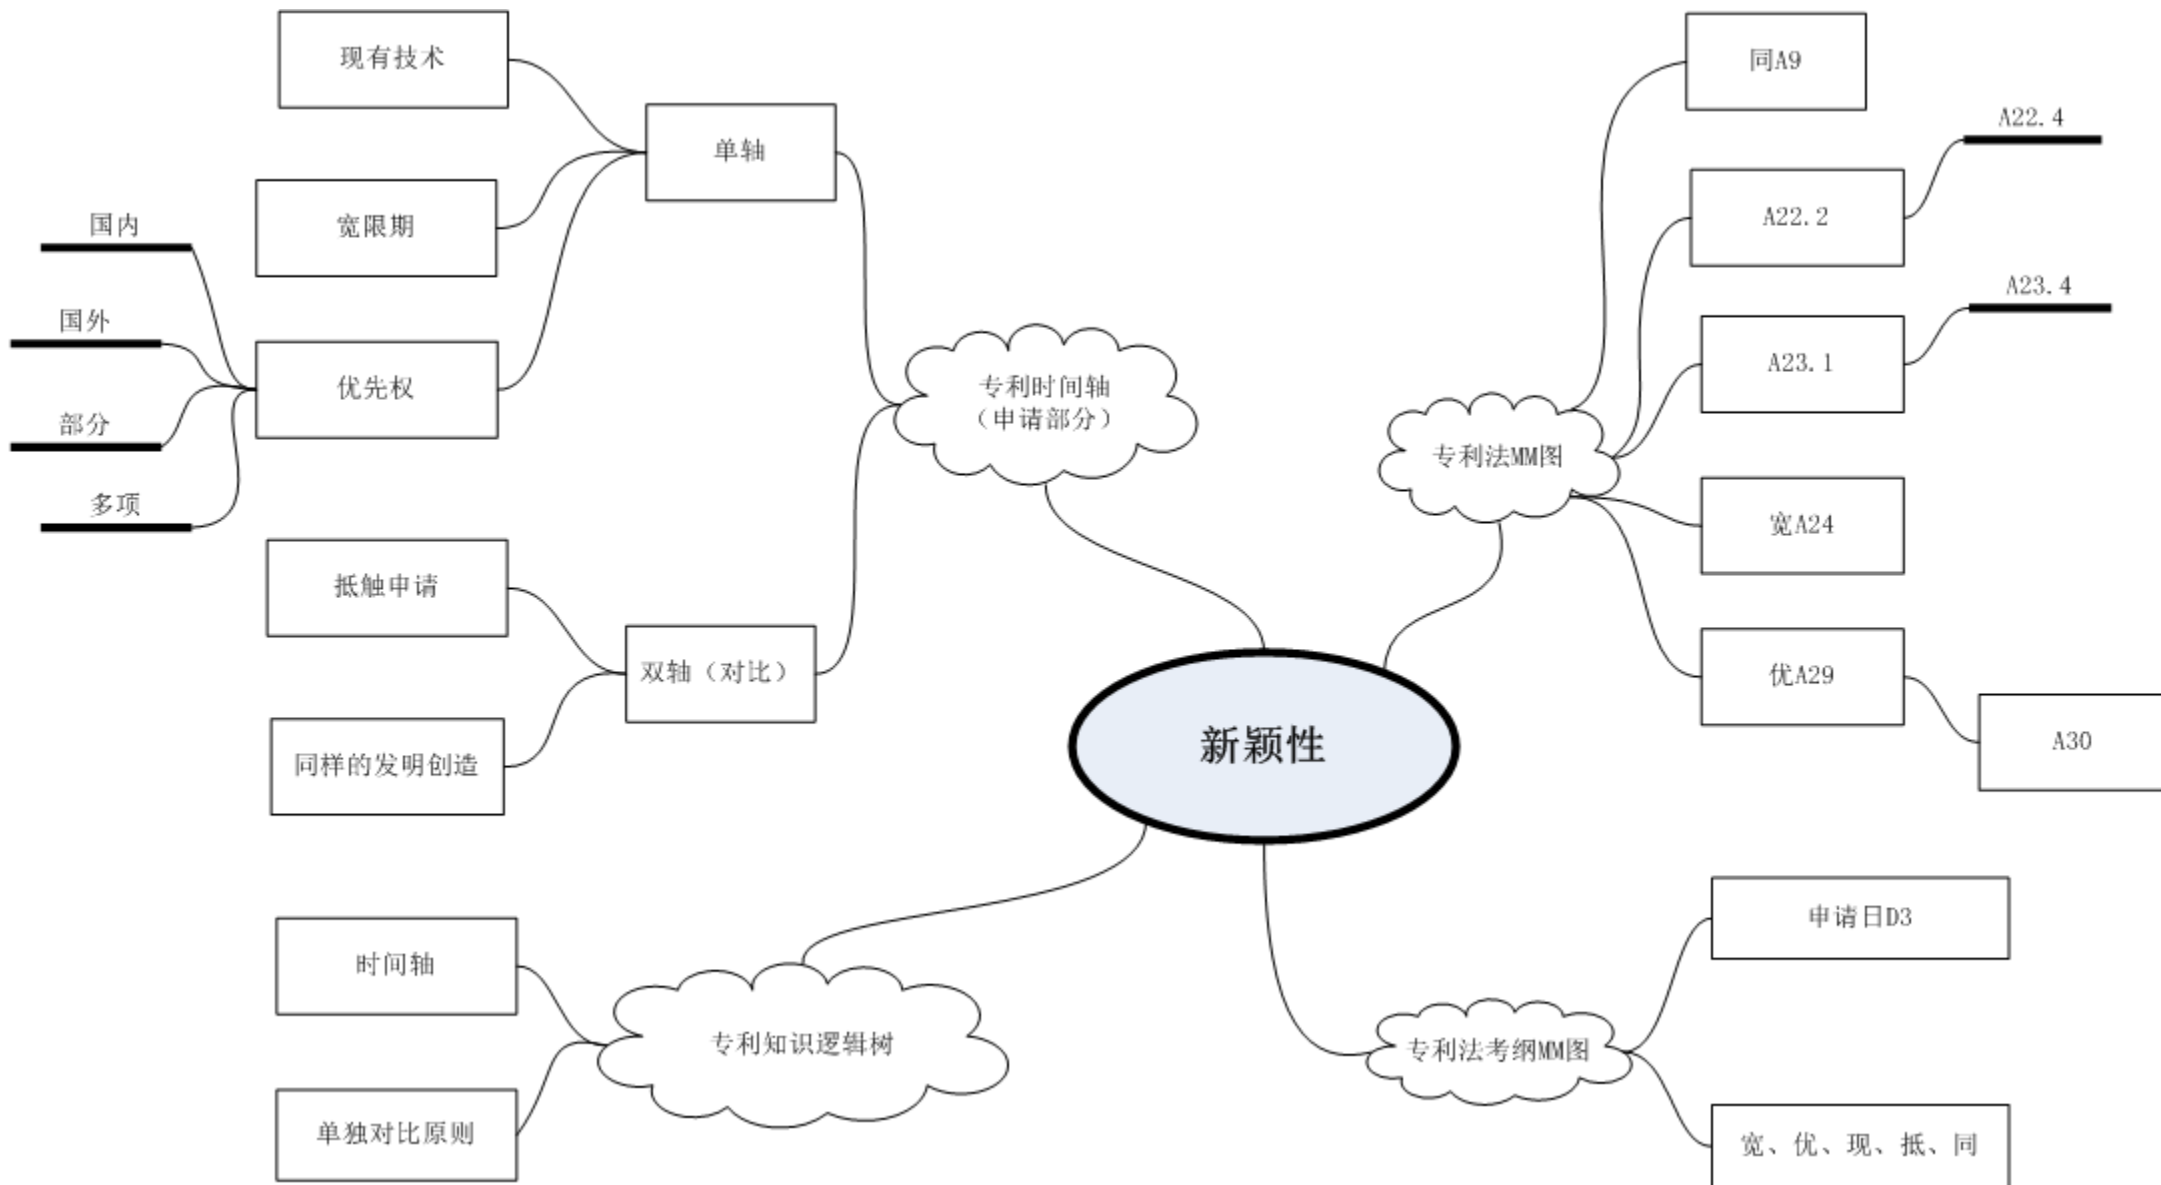 现有技术
单轴
宽限期
国内
国外
优先权
部分
多项
专利时间轴
（申请部分）
抵触申请
双轴（对比）
同样的发明创造
同A9
A22.4
A22.2
A23.4
A23.1
专利法MM图
宽A24
优A29
A30
新颖性
时间轴
专利知识逻辑树
单独对比原则
申请日D3
专利法考纲MM图
宽、优、现、抵、同